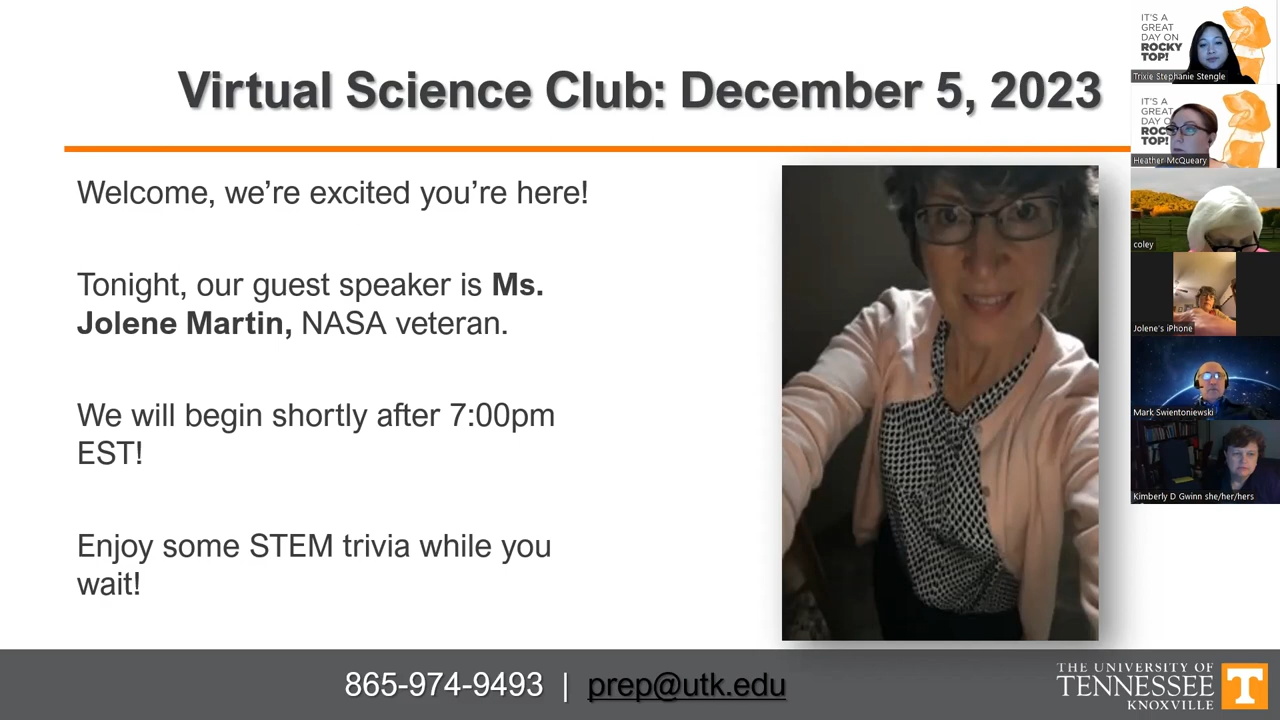 Virtual Science Club: December 5, 2023
Welcome, we’re excited you’re here!
Tonight, our guest speaker is Ms.
Jolene Martin, NASA veteran.
We will begin shortly after 7:00pm
EST!
Enjoy some STEM trivia while you
wait!
865-974-9493 | prep@utk.edu
THE UNIVERSITY OF
TENNESSEE
KNOXVILLE
T
IT'S A
GREAT
DAY ON
ROCKY
TOP!
Trixie Stephanie Stengle
IT'S A
GREAT
DAY O
ROC
TOP!
Heather McQueary
coley
Jolene's iPhone
Mark Swientoniewski
Kimberly D Gwinn she/her/hers